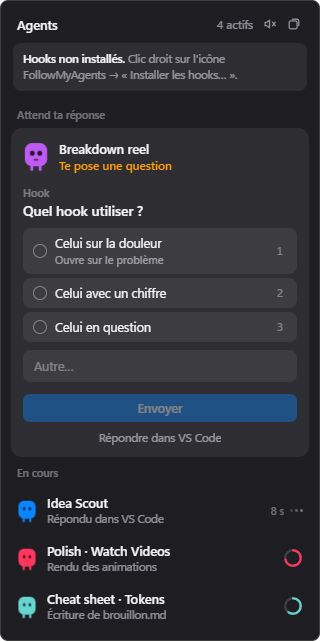 Agents
4 actifs
Hooks non installés. Clic droit sur l'icône
FollowMyAgents → « Installer les hooks... ».
Attend ta réponse
Breakdown reel
Te pose une question
Hook
Quel hook utiliser ?
Celui sur la douleur
Ouvre sur le problème
1
Celui avec un chiffre
2
Celui en question
3
Autre...
Envoyer
Répondre dans VS Code
En cours
Idea Scout
Répondu dans VS Code
8 s
Polish · Watch Videos
Rendu des animations
Cheat sheet · Tokens
Écriture de brouillon.md